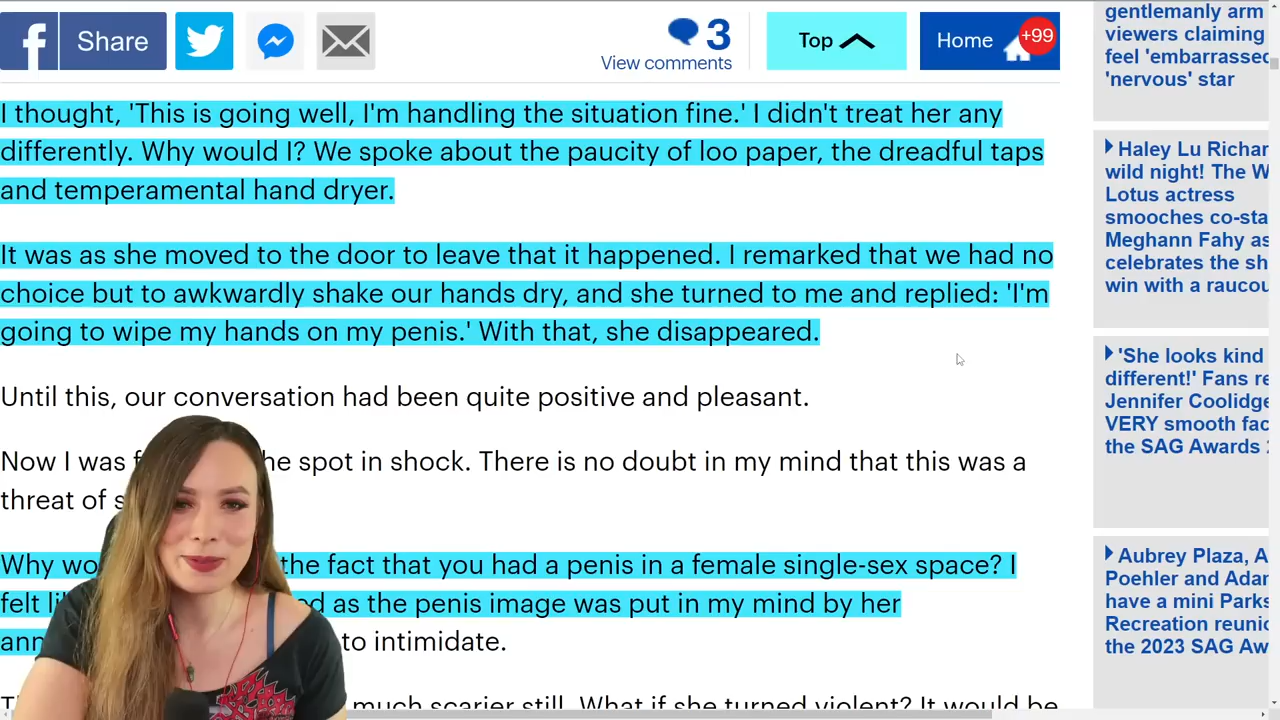 Share
3
View comments
Top
Home
+99
I thought, 'This is going well, I'm handling the situation fine.' I didn't treat her any
differently. Why would I? We spoke about the paucity of loo paper, the dreadful taps
and temperamental hand dryer.
It was as she moved to the door to leave that it happened. I remarked that we had no
choice but to awkwardly shake our hands dry, and she turned to me and replied: 'I'm
going to wipe my hands on my penis.' With that, she disappeared.
Until this, our conversation had been quite positive and pleasant.
Now I was he spot in shock. There is no doubt in my mind that this was a
threat of s
Why wo the fact that you had a penis in a female single-sex space? I
felt li ed as the penis image was put in my mind by her
ann to intimidate.
much scarier still. What if she turned violent? It would be
gentlemanly arm
viewers claiming
feel 'embarrassed
'nervous' star
Haley Lu Richar
wild night! The W
Lotus actress
smooches co-sta
Meghann Fahy as
celebrates the sh
win with a raucou
'She looks kind
different!' Fans re
Jennifer Coolidge
VERY smooth fac
the SAG Awards
Aubrey Plaza, A
Poehler and Adam
have a mini Parks
Recreation reunio
the 2023 SAG Aw